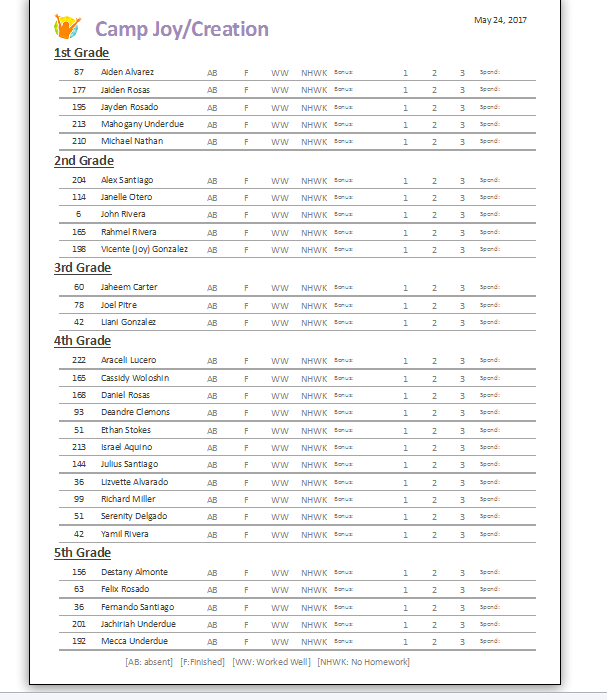 Camp Joy/Creation May 24, 2017
1st Grade
87 Aiden Alvarez AB F WW NHWK Bonus: 1 2 3 Spend:
177 Jaiden Rosas AB F WW NHWK Bonus: 1 2 3 Spend:
195 Jayden Rosado AB F WW NHWK Bonus: 1 2 3 Spend:
213 Mahogany Underdue AB F WW NHWK Bonus: 1 2 3 Spend:
210 Michael Nathan AB F WW NHWK Bonus: 1 2 3 Spend:
2nd Grade
204 Alex Santiago AB F WW NHWK Bonus: 1 2 3 Spend:
114 Janelle Otero AB F WW NHWK Bonus: 1 2 3 Spend:
6 John Rivera AB F WW NHWK Bonus: 1 2 3 Spend:
165 Rahmel Rivera AB F WW NHWK Bonus: 1 2 3 Spend:
198 Vicente (Joy) Gonzalez AB F WW NHWK Bonus: 1 2 3 Spend:
3rd Grade
60 Jaheem Carter AB F WW NHWK Bonus: 1 2 3 Spend:
78 Joel Pitre AB F WW NHWK Bonus: 1 2 3 Spend:
42 Liani Gonzalez AB F WW NHWK Bonus: 1 2 3 Spend:
4th Grade
222 Araceli Lucero AB F WW NHWK Bonus: 1 2 3 Spend:
165 Cassidy Woloshin AB F WW NHWK Bonus: 1 2 3 Spend:
168 Daniel Rosas AB F WW NHWK Bonus: 1 2 3 Spend:
93 Deandre Clemons AB F WW NHWK Bonus: 1 2 3 Spend:
51 Ethan Stokes AB F WW NHWK Bonus: 1 2 3 Spend:
213 Israel Aquino AB F WW NHWK Bonus: 1 2 3 Spend:
144 Julius Santiago AB F WW NHWK Bonus: 1 2 3 Spend:
36 Lizvette Alvarado AB F WW NHWK Bonus: 1 2 3 Spend:
99 Richard Miller AB F WW NHWK Bonus: 1 2 3 Spend:
51 Serenity Delgado AB F WW NHWK Bonus: 1 2 3 Spend:
42 Yamil Rivera AB F WW NHWK Bonus: 1 2 3 Spend:
5th Grade
156 Destany Almonte AB F WW NHWK Bonus: 1 2 3 Spend:
63 Felix Rosado AB F WW NHWK Bonus: 1 2 3 Spend:
36 Fernando Santiago AB F WW NHWK Bonus: 1 2 3 Spend:
201 Jachiriah Underdue AB F WW NHWK Bonus: 1 2 3 Spend:
192 Mecca Underdue AB F WW NHWK Bonus: 1 2 3 Spend:
[AB: absent] [F:Finished] [WW: Worked Well] [NHWK: No Homework]